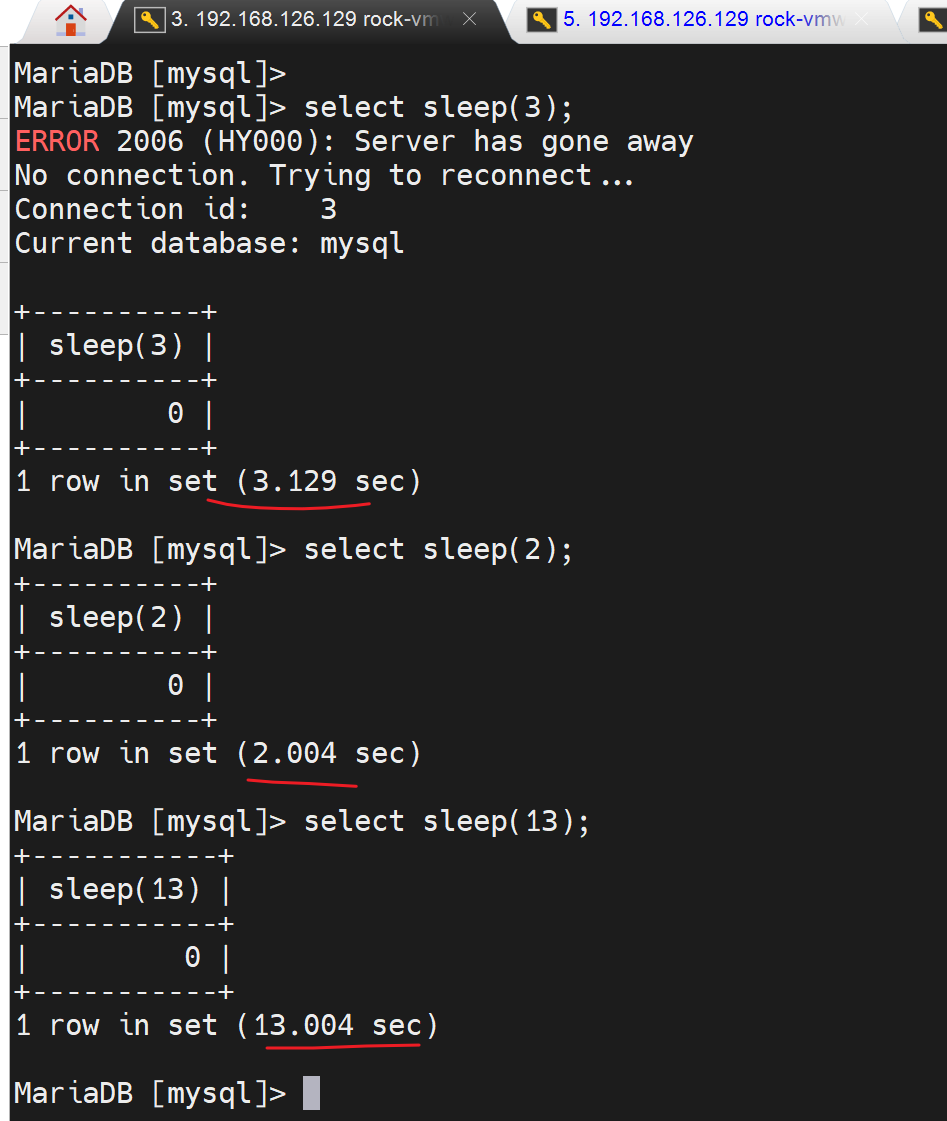 3. 192.168.126.129 rock-vm
5. 192.168.126.129 rock-vmw
MariaDB [mysql]>
MariaDB [mysql]> select sleep(3);
ERROR 2006 (HY000): Server has gone away
No connection. Trying to reconnect...
Connection id:    3
Current database: mysql
+----------+
| sleep(3) |
+----------+
|        0 |
+----------+
1 row in set (3.129 sec)
MariaDB [mysql]> select sleep(2);
+----------+
| sleep(2) |
+----------+
|        0 |
+----------+
1 row in set (2.004 sec)
MariaDB [mysql]> select sleep(13);
+-----------+
| sleep(13) |
+-----------+
|         0 |
+-----------+
1 row in set (13.004 sec)
MariaDB [mysql]>